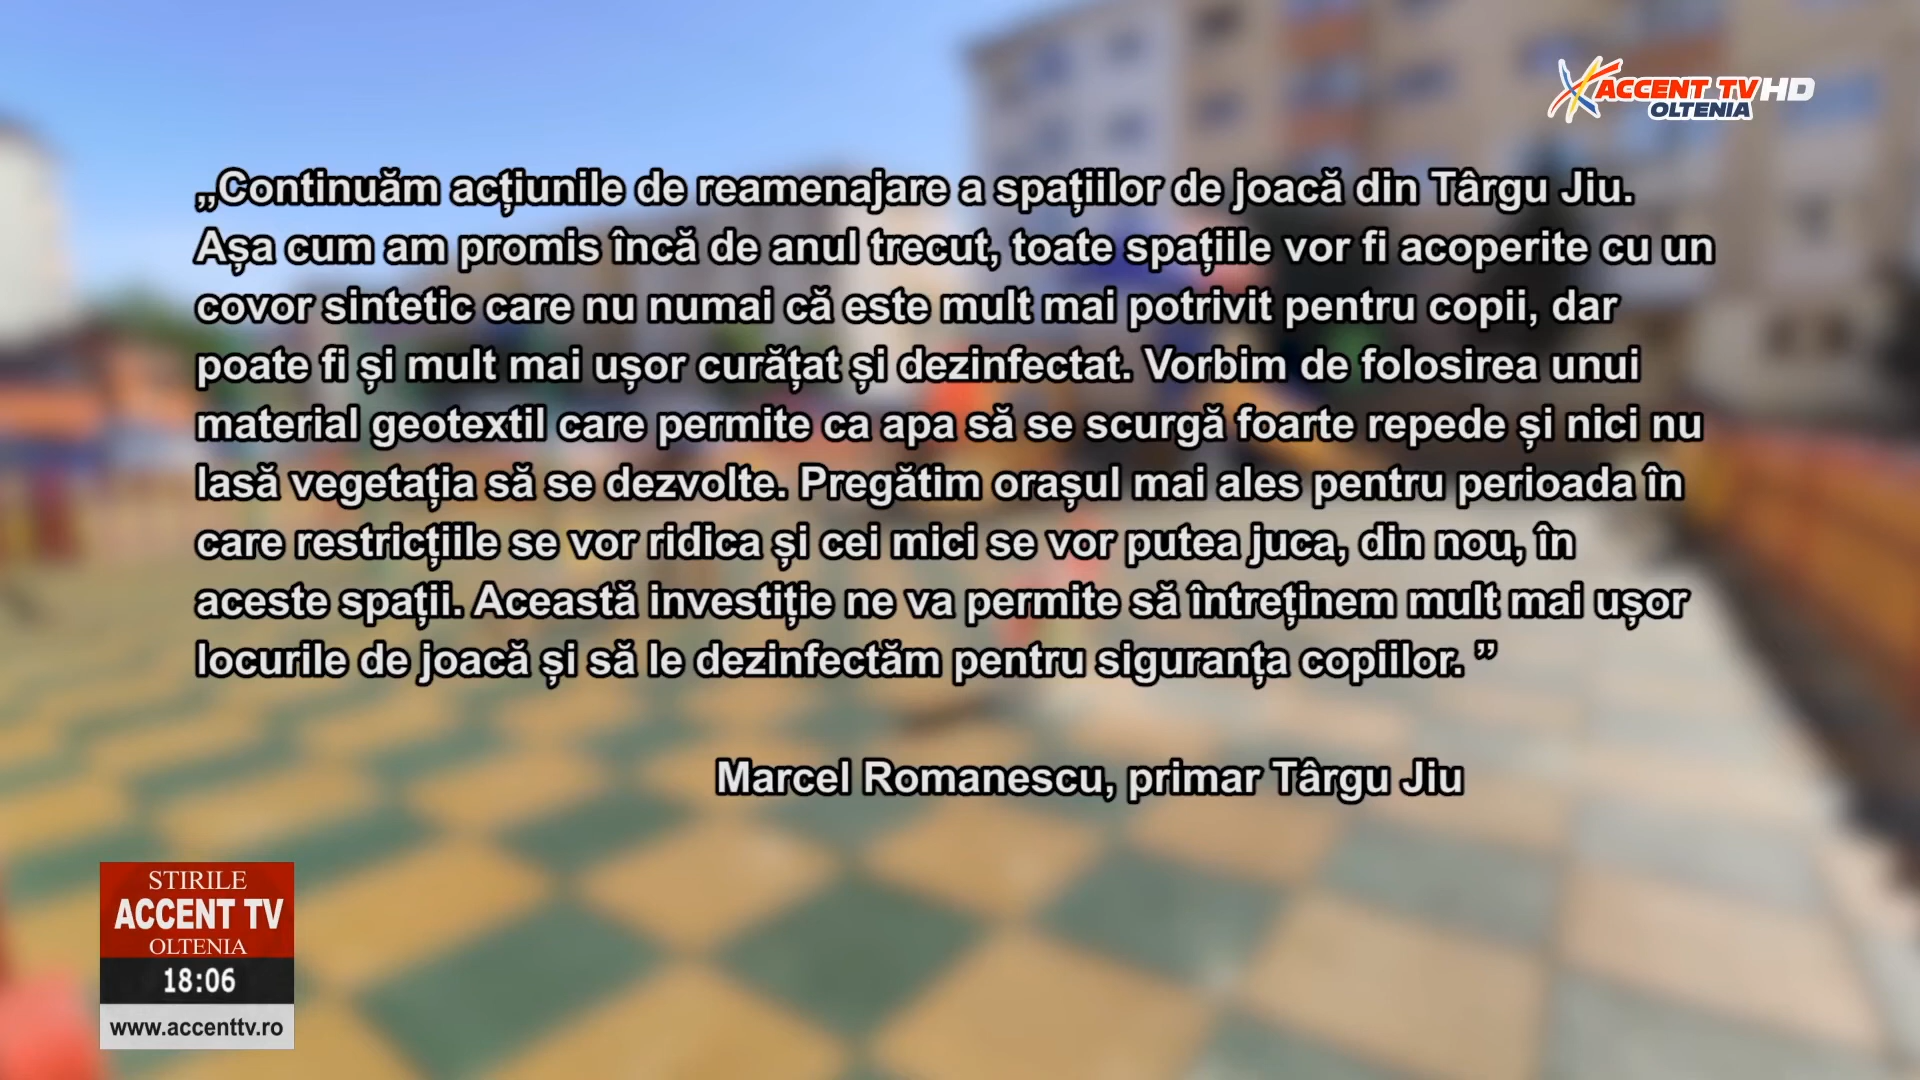 ACCENT TV HD
OLTENIA
„Continuăm acțiunile de reamenajare a spațiilor de joacă din Târgu Jiu.
Așa cum am promis încă de anul trecut, toate spațiile vor fi acoperite cu un
covor sintetic care nu numai că este mult mai potrivit pentru copii, dar
poate fi și mult mai ușor curățat și dezinfectat. Vorbim de folosirea unui
material geotextil care permite ca apa să se scurgă foarte repede și nici nu
lasă vegetația să se dezvolte. Pregătim orașul mai ales pentru perioada în
care restricțiile se vor ridica și cei mici se vor putea juca, din nou, în
aceste spații. Această investiție ne va permite să întreținem mult mai ușor
locurile de joacă și să le dezinfectăm pentru siguranța copiilor. ”
Marcel Romanescu, primar Târgu Jiu
STIRILE
ACCENT TV
OLTENIA
18:06
www.accenttv.ro